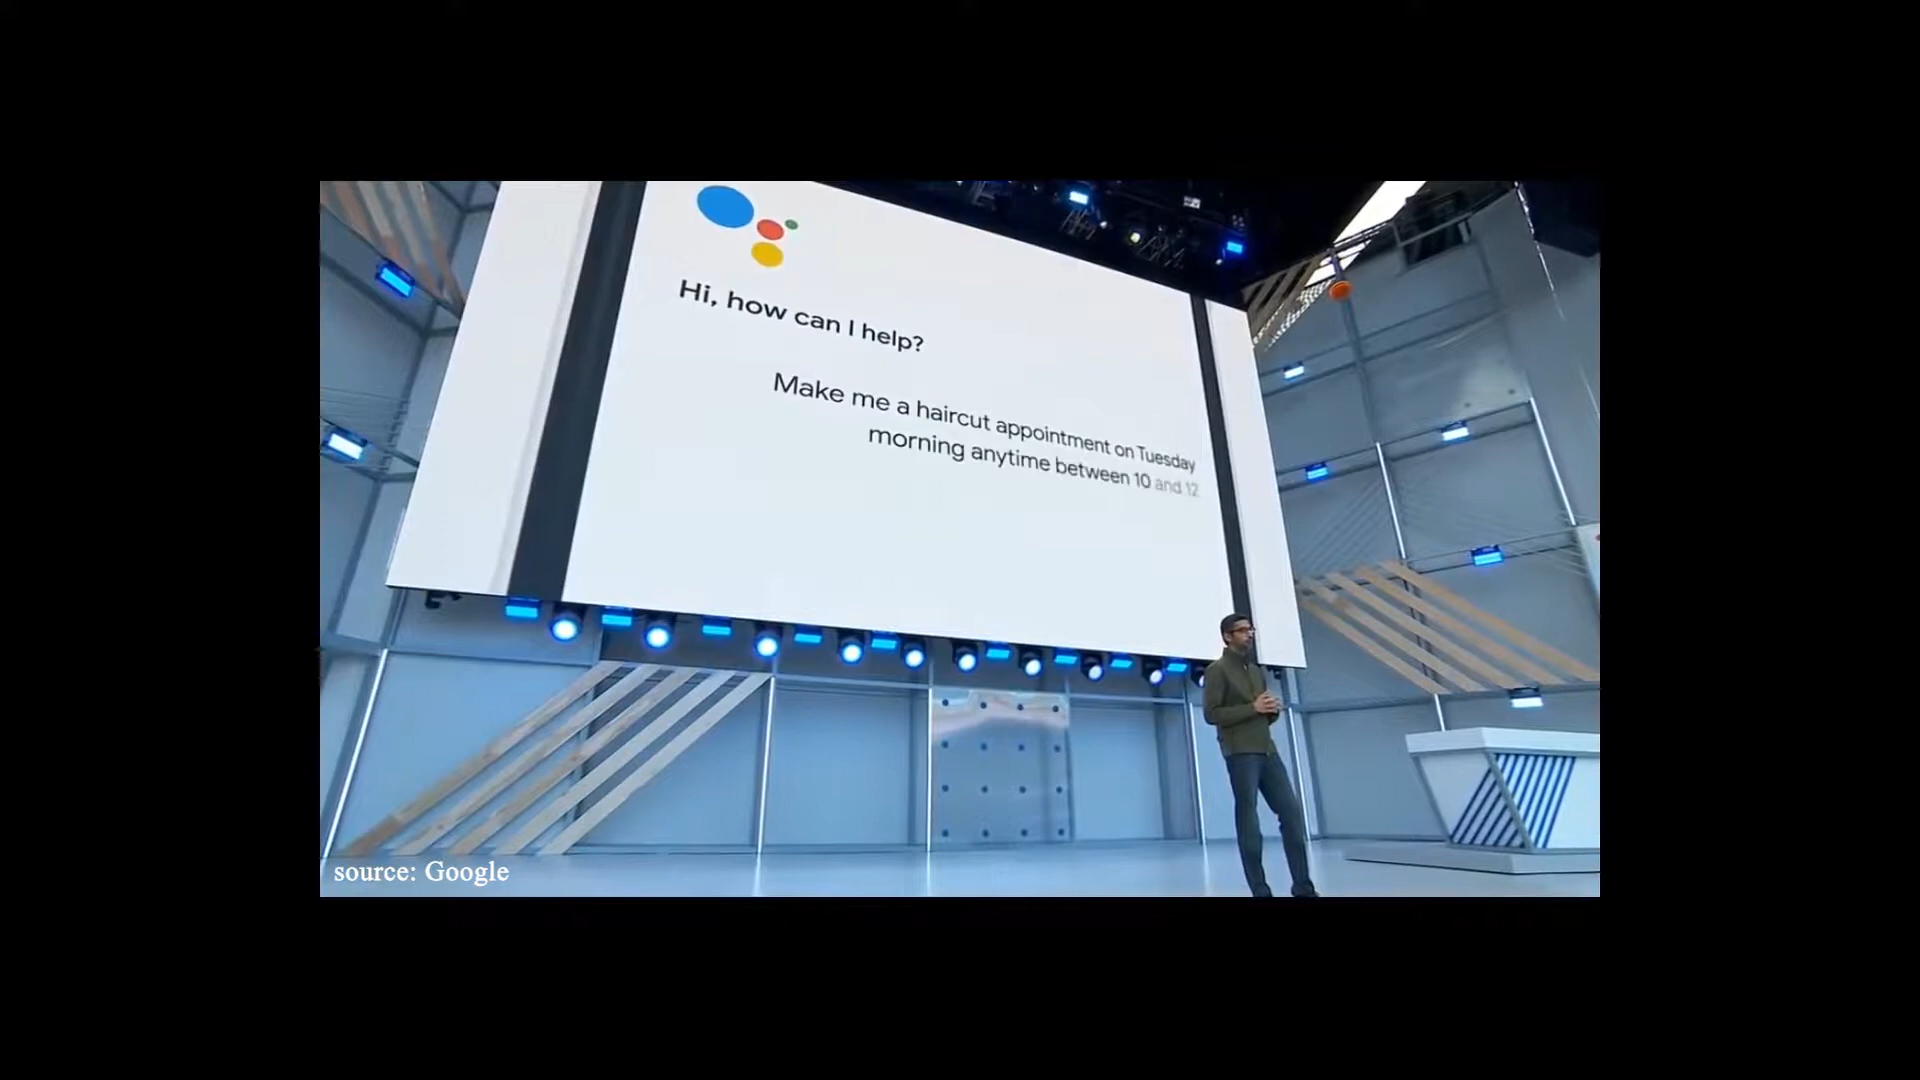 Hi, how can I help?
Make me a haircut appointment on Tuesday
morning anytime between 10 and 12
source: Google